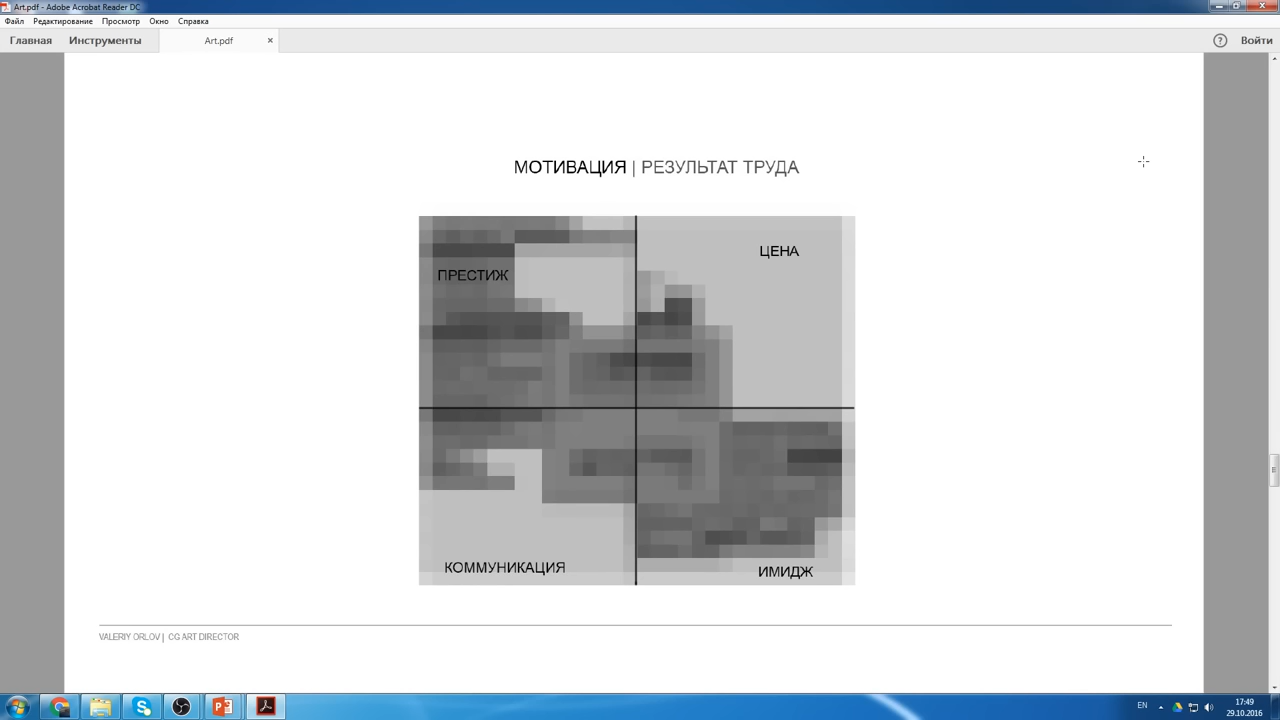 Art.pdf - Adobe Acrobat Reader DC
Файл Редактирование Просмотр Окно Справка
Главная Инструменты Art.pdf × ? Войти
МОТИВАЦИЯ | РЕЗУЛЬТАТ ТРУДА
ЦЕНА
ПРЕСТИЖ
КОММУНИКАЦИЯ
ИМИДЖ
VALERIY ORLOV | CG ART DIRECTOR
EN 17:49
29.10.2016